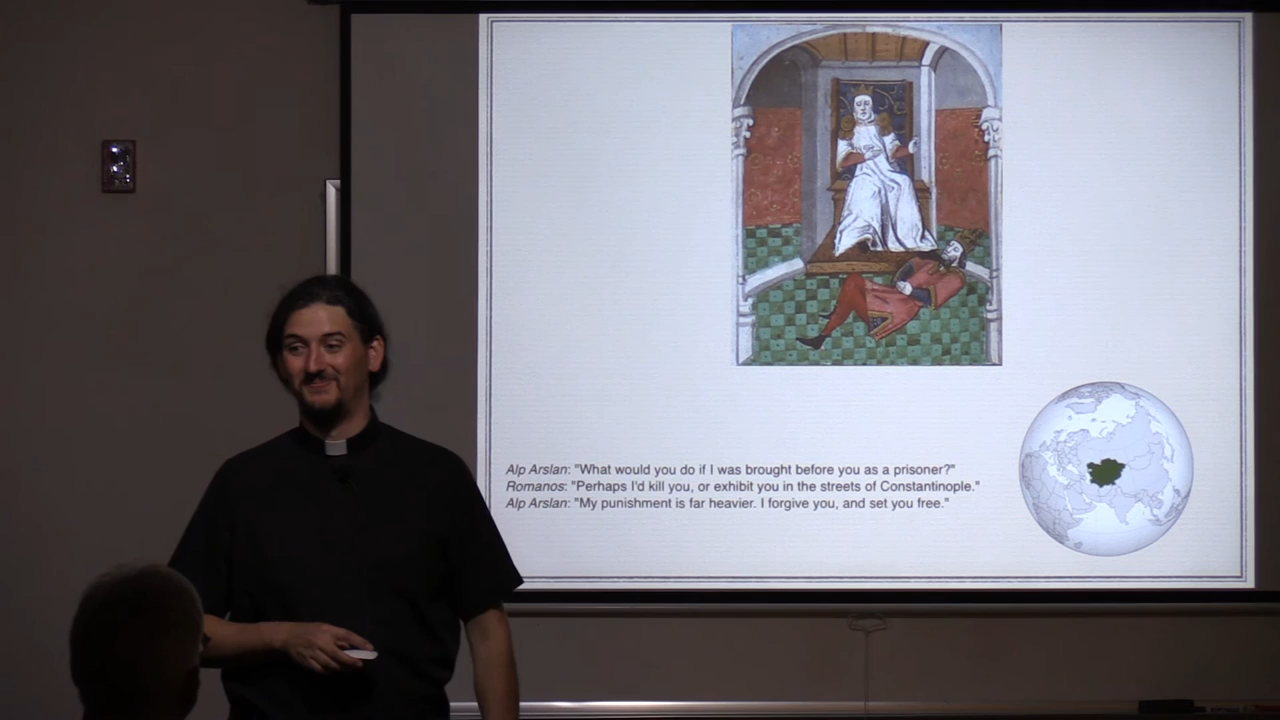 Alp Arslan: "What would you do if I was brought before you as a prisoner?"
Romanos: "Perhaps I'd kill you, or exhibit you in the streets of Constantinople."
Alp Arslan: "My punishment is far heavier. I forgive you, and set you free."